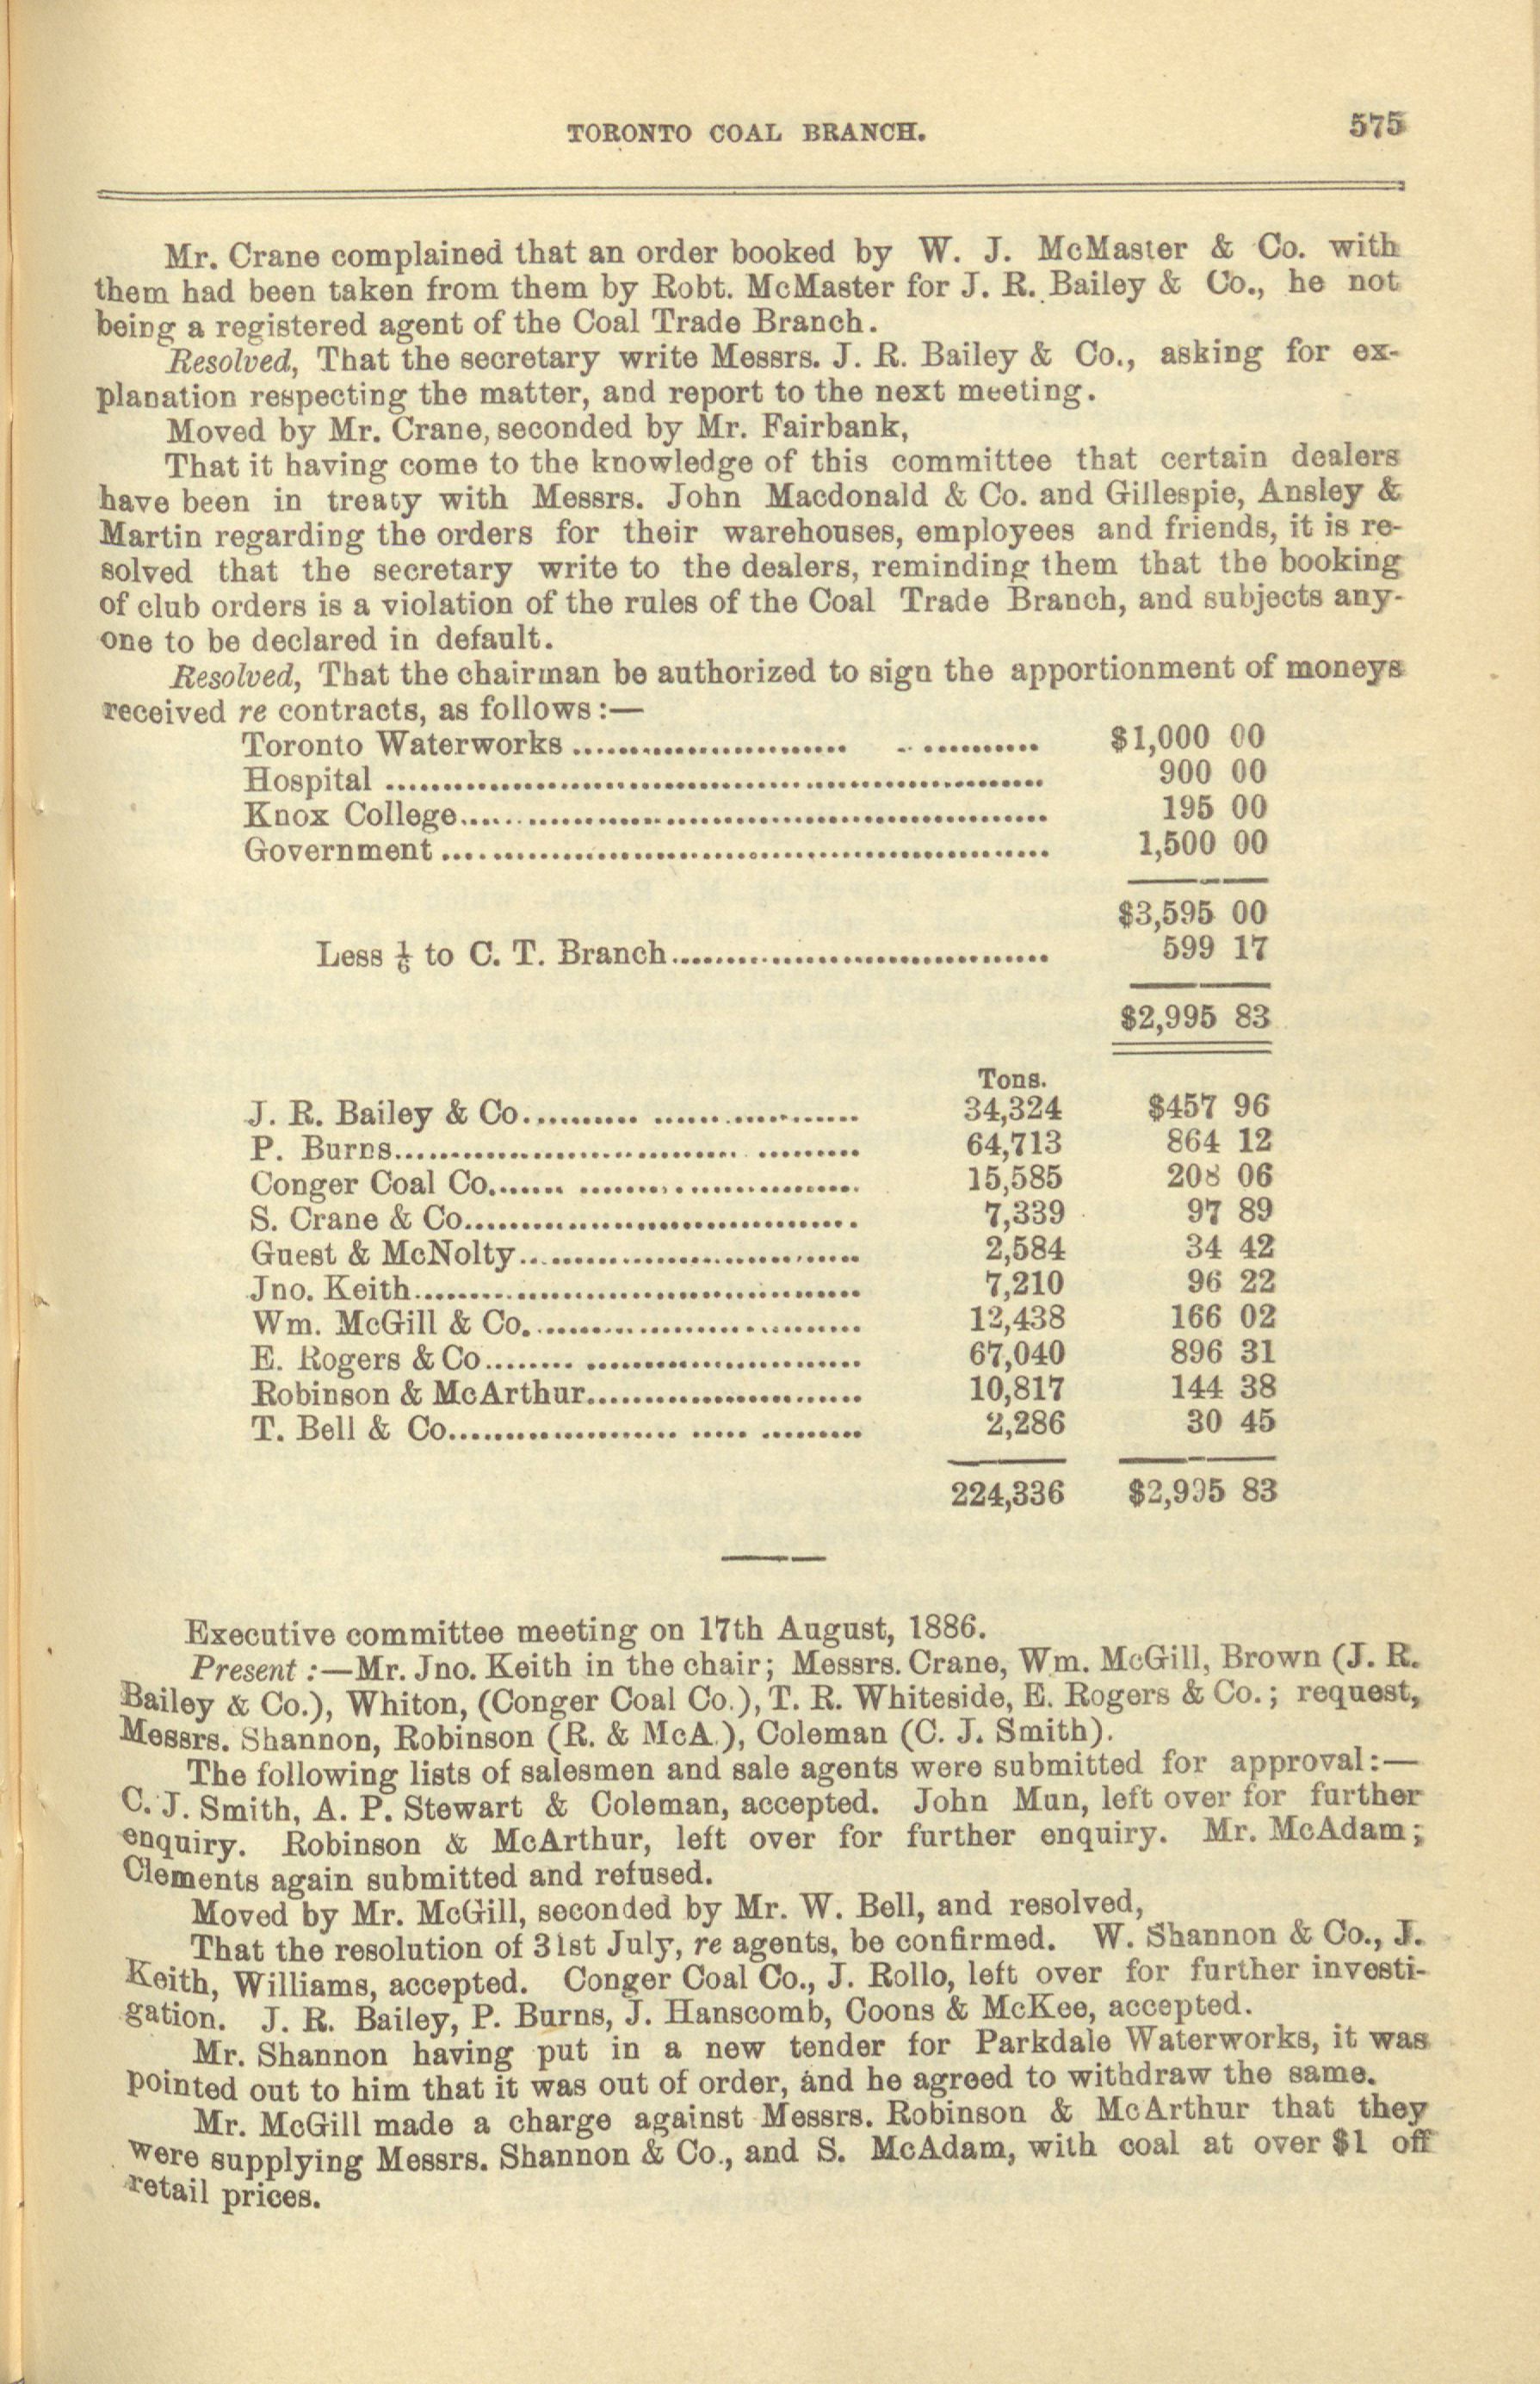 TORONTO COAL BRANCH. 575
Mr. Crane complained that an order booked by W. J. McMaster & Co. with
them had been taken from them by Robt. McMaster for J. R. Bailey & Co., he not
being a registered agent of the Coal Trade Branch.
Resolved, That the secretary write Messrs. J. R. Bailey & Co., asking for ex-
planation respecting the matter, and report to the next meeting.
Moved by Mr. Crane, seconded by Mr. Fairbank,
That it having come to the knowledge of this committee that certain dealers
have been in treaty with Messrs. John Macdonald & Co. and Gillespie, Ansley &
Martin regarding the orders for their warehouses, employees and friends, it is re-
solved that the secretary write to the dealers, reminding them that the booking
of club orders is a violation of the rules of the Coal Trade Branch, and subjects any-
one to be declared in default.
Resolved, That the chairman be authorized to sign the apportionment of moneys
received re contracts, as follows:—
Toronto Waterworks .................................... $1,000 00
Hospital .................................... 900 00
Knox College .................................... 195 00
Government .................................... 1,500 00
$3,595 00
Less 1/6 to C. T. Branch .................................... 599 17
$2,995 83
Tons.
J. R. Bailey & Co. .................................... 34,324 $457 96
P. Burns .................................... 64,713 864 12
Conger Coal Co. .................................... 15,585 208 06
S. Crane & Co. .................................... 7,339 97 89
Guest & McNolty .................................... 2,584 34 42
Jno. Keith .................................... 7,210 96 22
Wm. McGill & Co. .................................... 12,438 166 02
E. Rogers & Co. .................................... 67,040 896 31
Robinson & McArthur .................................... 10,817 144 38
T. Bell & Co. .................................... 2,286 30 45
224,336 $2,995 83
Executive committee meeting on 17th August, 1886.
Present:—Mr. Jno. Keith in the chair; Messrs. Crane, Wm. McGill, Brown (J. R.
Bailey & Co.), Whiton, (Conger Coal Co.), T. R. Whiteside, E. Rogers & Co.; request,
Messrs. Shannon, Robinson (R. & McA.), Coleman (C. J. Smith).
The following lists of salesmen and sale agents were submitted for approval:—
C. J. Smith, A. P. Stewart & Coleman, accepted. John Mun, left over for further
enquiry. Robinson & McArthur, left over for further enquiry. Mr. McAdam;
Clements again submitted and refused.
Moved by Mr. McGill, seconded by Mr. W. Bell, and resolved,
That the resolution of 31st July, re agents, be confirmed. W. Shannon & Co., J.
Keith, Williams, accepted. Conger Coal Co., J. Rollo, left over for further investi-
gation. J. R. Bailey, P. Burns, J. Hanscomb, Coons & McKee, accepted.
Mr. Shannon having put in a new tender for Parkdale Waterworks, it was
pointed out to him that it was out of order, and he agreed to withdraw the same.
Mr. McGill made a charge against Messrs. Robinson & McArthur that they
were supplying Messrs. Shannon & Co., and S. McAdam, with coal at over $1 off
retail prices.